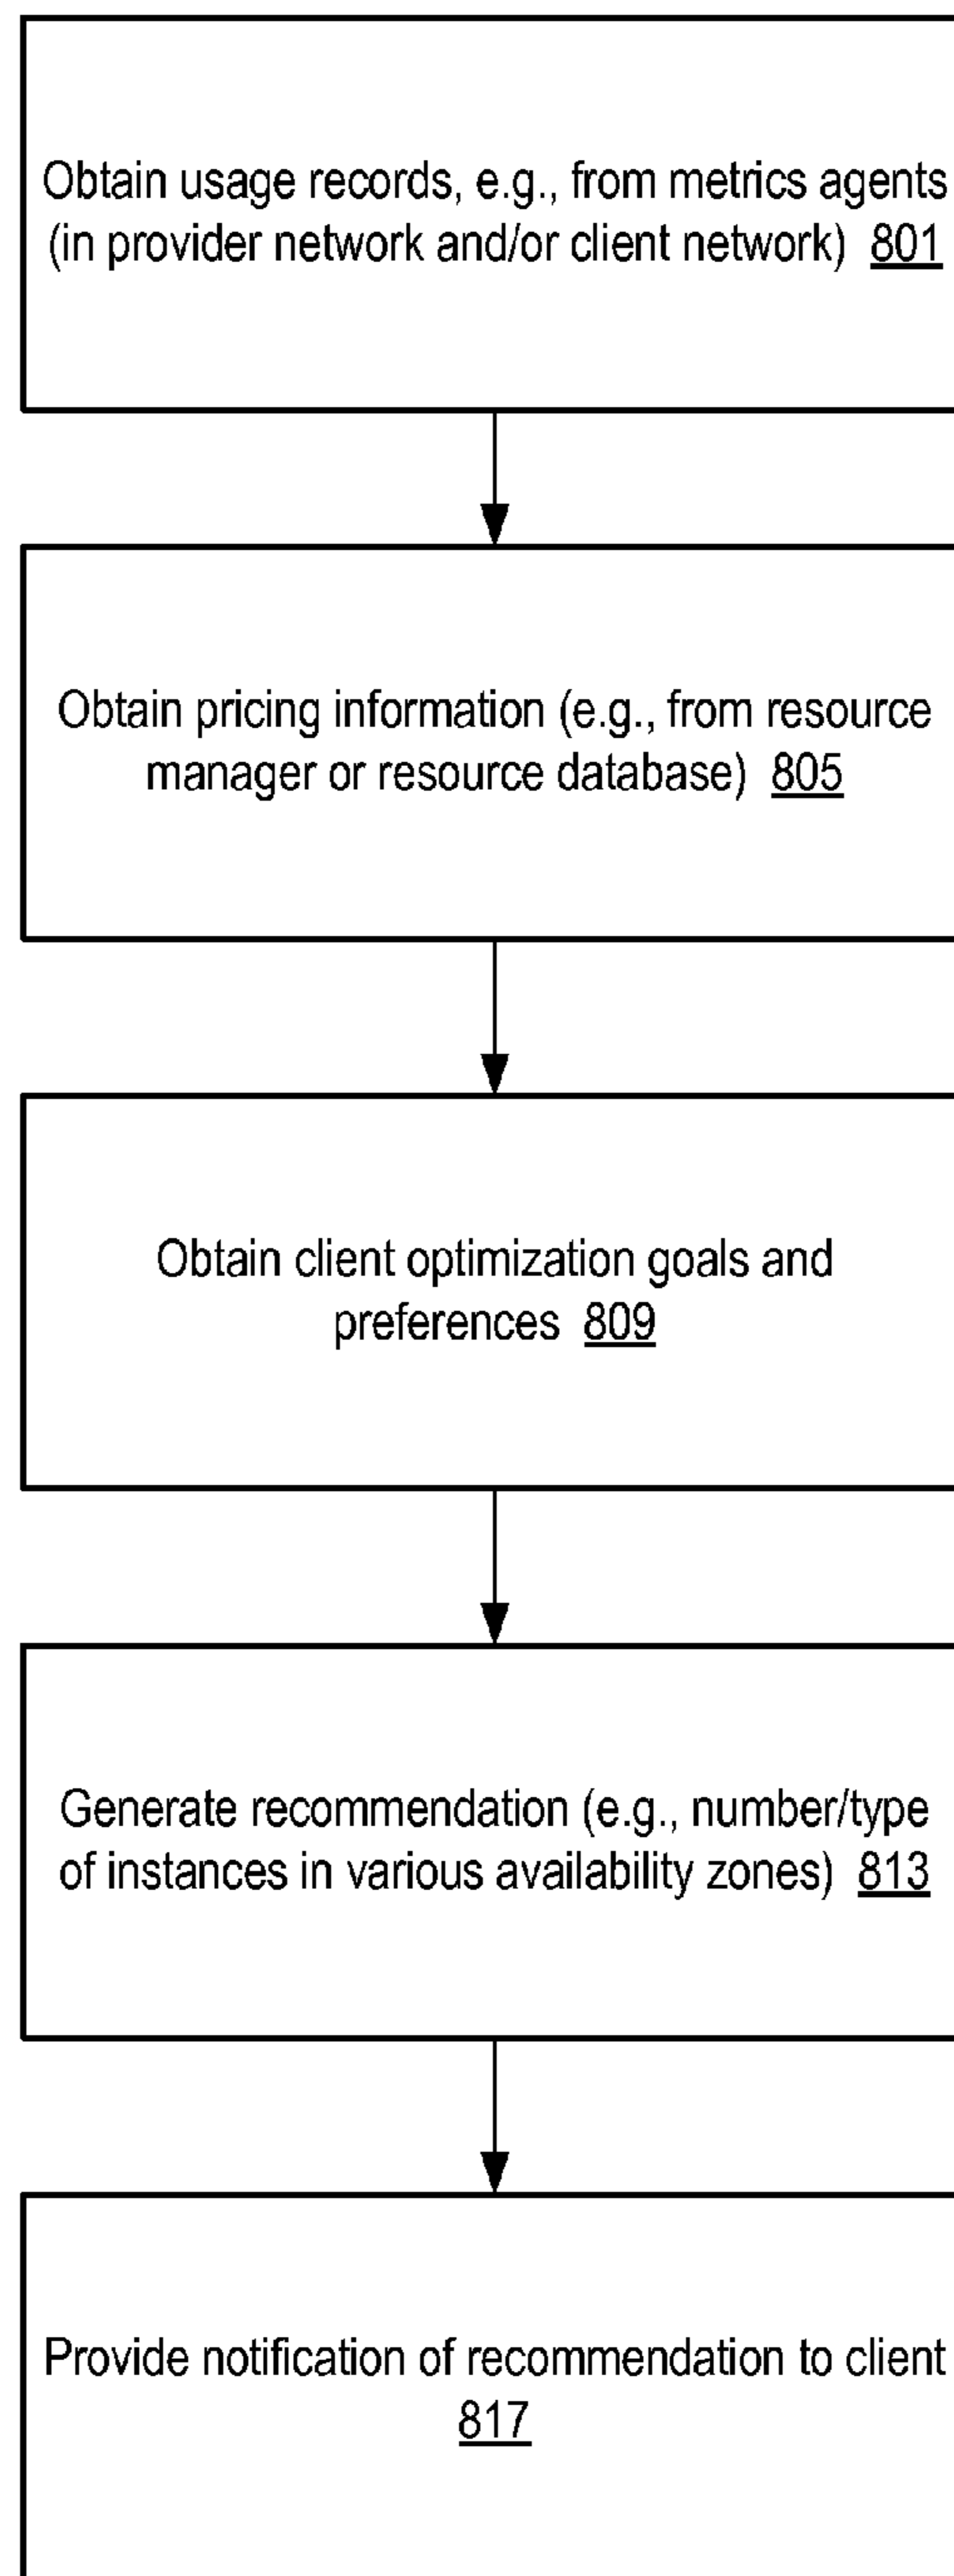 Obtain usage records, e.g., from metrics agents
(in provider network and/or client network) 801
Obtain pricing information (e.g., from resource
manager or resource database) 805
Obtain client optimization goals and
preferences 809
Generate recommendation (e.g., number/type
of instances in various availability zones) 813
Provide notification of recommendation to client
817